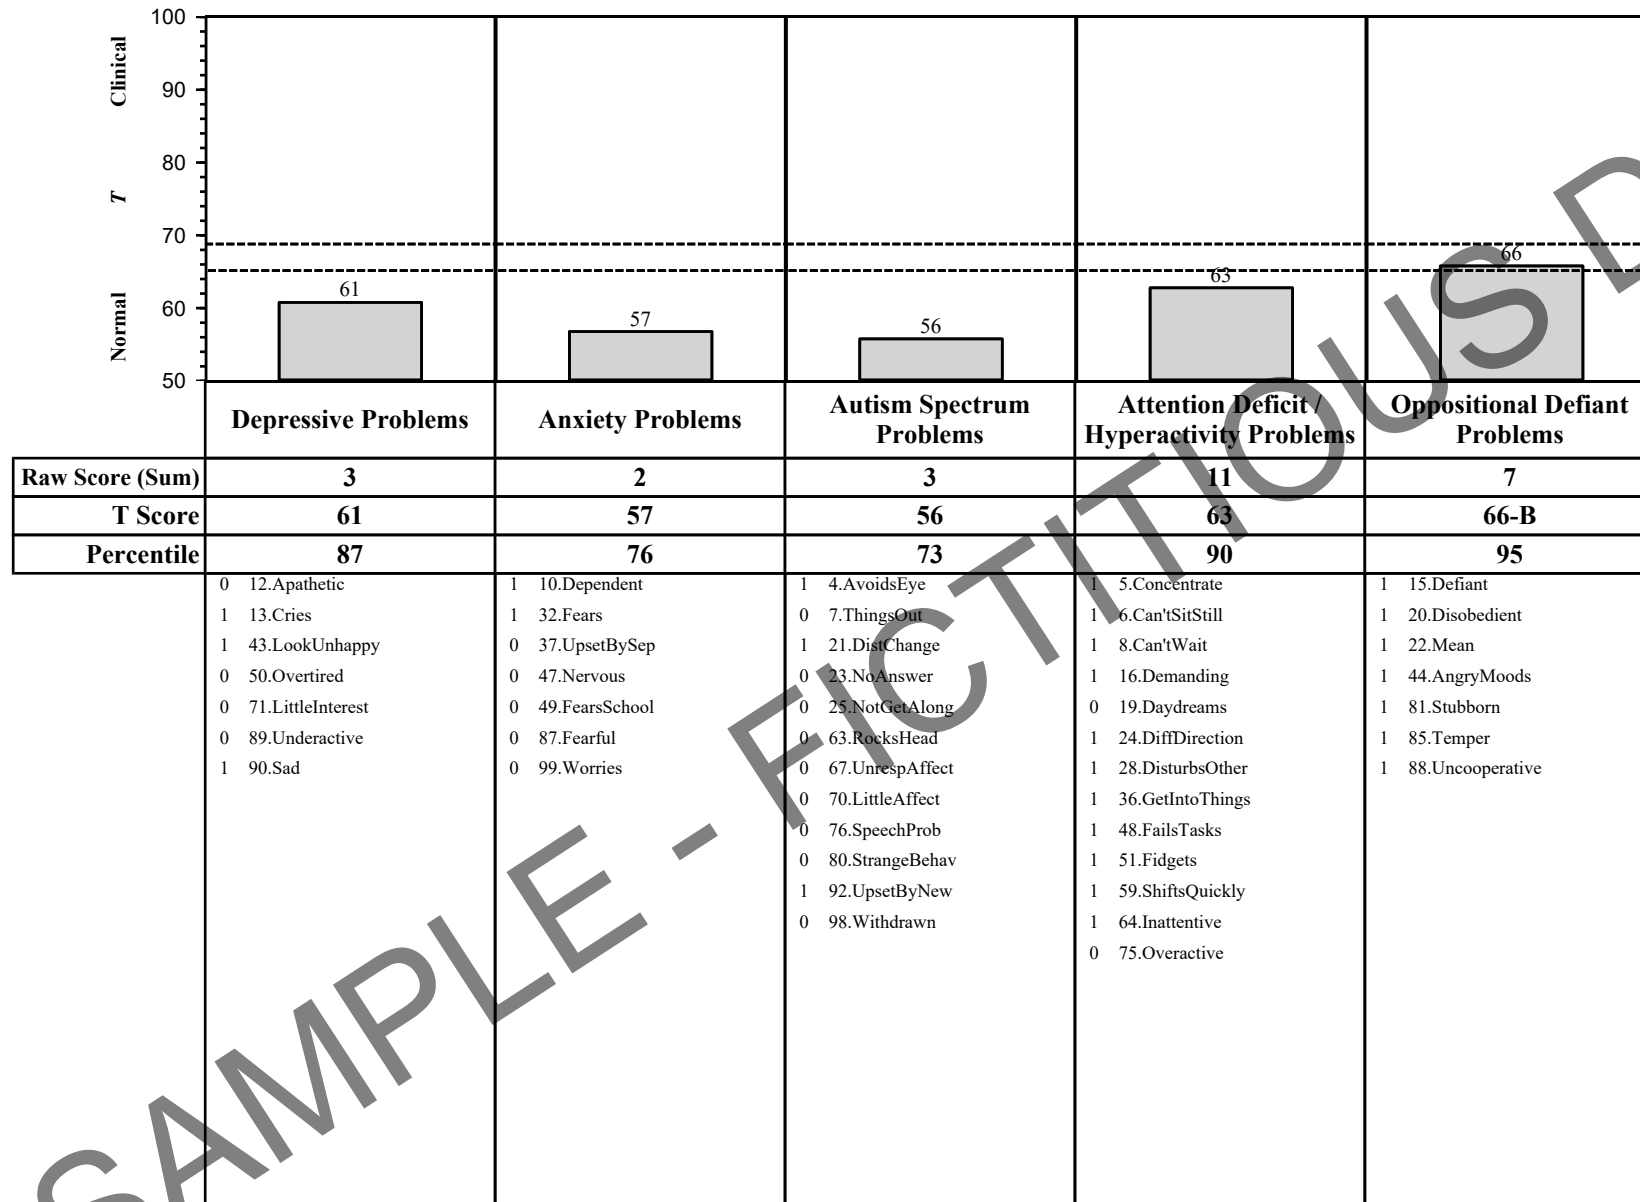 100
Clinical
90
80
T
70
66
63
61
Normal
60
57
56
50
Depressive Problems
Anxiety Problems
Autism Spectrum
Problems
Attention Deficit /
Hyperactivity Problems
Oppositional Defiant
Problems
Raw Score (Sum) 3 2 3 11 7
T Score 61 57 56 63 66-B
Percentile 87 76 73 90 95
0 12.Apathetic
1 13.Cries
1 43.LookUnhappy
0 50.Overtired
0 71.LittleInterest
0 89.Underactive
1 90.Sad
1 10.Dependent
1 32.Fears
0 37.UpsetBySep
0 47.Nervous
0 49.FearsSchool
0 87.Fearful
0 99.Worries
1 4.AvoidsEye
0 7.ThingsOut
1 21.DistChange
0 23.NoAnswer
0 25.NotGetAlong
0 63.RocksHead
0 67.UnrespAffect
0 70.LittleAffect
0 76.SpeechProb
0 80.StrangeBehav
1 92.UpsetByNew
0 98.Withdrawn
1 5.Concentrate
1 6.Can'tSitStill
1 8.Can'tWait
1 16.Demanding
0 19.Daydreams
1 24.DiffDirection
1 28.DisturbsOther
1 36.GetIntoThings
1 48.FailsTasks
1 51.Fidgets
1 59.ShiftsQuickly
1 64.Inattentive
0 75.Overactive
1 15.Defiant
1 20.Disobedient
1 22.Mean
1 44.AngryMoods
1 81.Stubborn
1 85.Temper
1 88.Uncooperative
SAMPLE - FICTITIOUS D